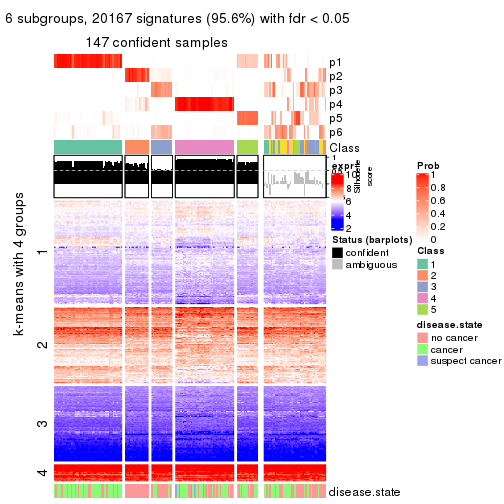 6 subgroups, 20167 signatures (95.6%) with fdr < 0.05
147 confident samples
p1
p2
p3
p4
p5
p6
Class
1
score
expr
10
8
6
4
2
Status (barplots)
confident
ambiguous
Prob
1
0.8
0.6
0.4
0.2
0
Class
1
2
3
4
5
disease.state
no cancer
cancer
suspect cancer
k-means with 4 groups
1
2
3
4
disease.state